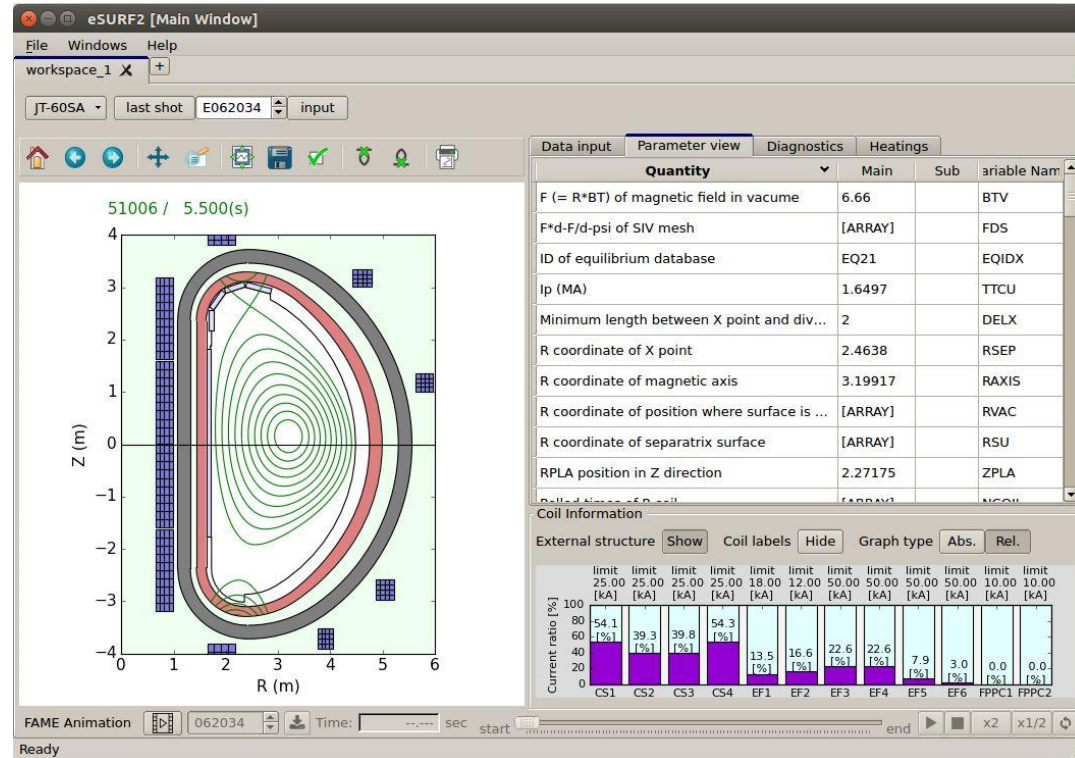 eSURF2 [Main Window]
File Windows Help
workspace_1
JT-60SA last shot E062034 input
Data input Parameter view Diagnostics Heatings
Quantity Main Sub ariable Nam
F (= R*BT) of magnetic field in vacume 6.66 BTV
F*d-F/d-psi of SIV mesh [ARRAY] FDS
ID of equilibrium database EQ21 EQIDX
Ip (MA) 1.6497 TTCU
Minimum length between X point and div... 2 DELX
R coordinate of X point 2.4638 RSEP
R coordinate of magnetic axis 3.19917 RAXIS
R coordinate of position where surface is ... [ARRAY] RVAC
R coordinate of separatrix surface [ARRAY] RSU
RPLA position in Z direction 2.27175 ZPLA
51006 / 5.500(s)
4
3
2
1
0
−1
−2
−3
−4
Z (m)
0 1 2 3 4 5 6
R (m)
Coil Information
External structure Show Coil labels Hide Graph type Abs. Rel.
limit limit limit limit limit limit limit limit limit limit limit limit
25.00 25.00 25.00 25.00 18.00 12.00 50.00 50.00 50.00 50.00 10.00 10.00
[kA] [kA] [kA] [kA] [kA] [kA] [kA] [kA] [kA] [kA] [kA] [kA]
Current ratio [%]
100
80
60
40
20
0
54.1 39.3 39.8 54.3 13.5 16.6 22.6 22.6 7.9 3.0 0.0 0.0
[%] [%] [%] [%] [%] [%] [%] [%] [%] [%] [%] [%]
CS1 CS2 CS3 CS4 EF1 EF2 EF3 EF4 EF5 EF6 FPPC1 FPPC2
FAME Animation 062034 Time: --.--- sec start end x2 x1/2
Ready